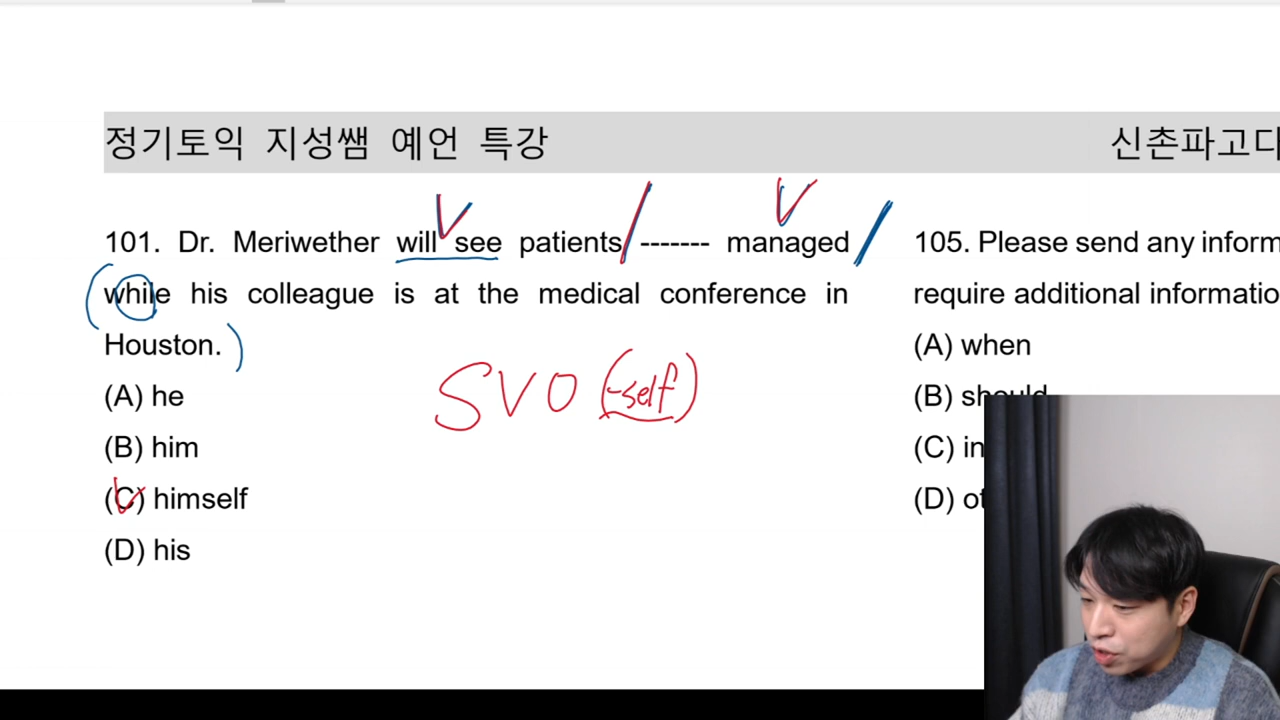 정기토익 지성쌤 예언 특강
신촌파고다
101. Dr. Meriwether will see patients ------- managed
while his colleague is at the medical conference in
Houston.
(A) he
(B) him
(C) himself
(D) his
SVO (-self)
105. Please send any inform
require additional informatio
(A) when
(B) should
(C) in
(D) ot